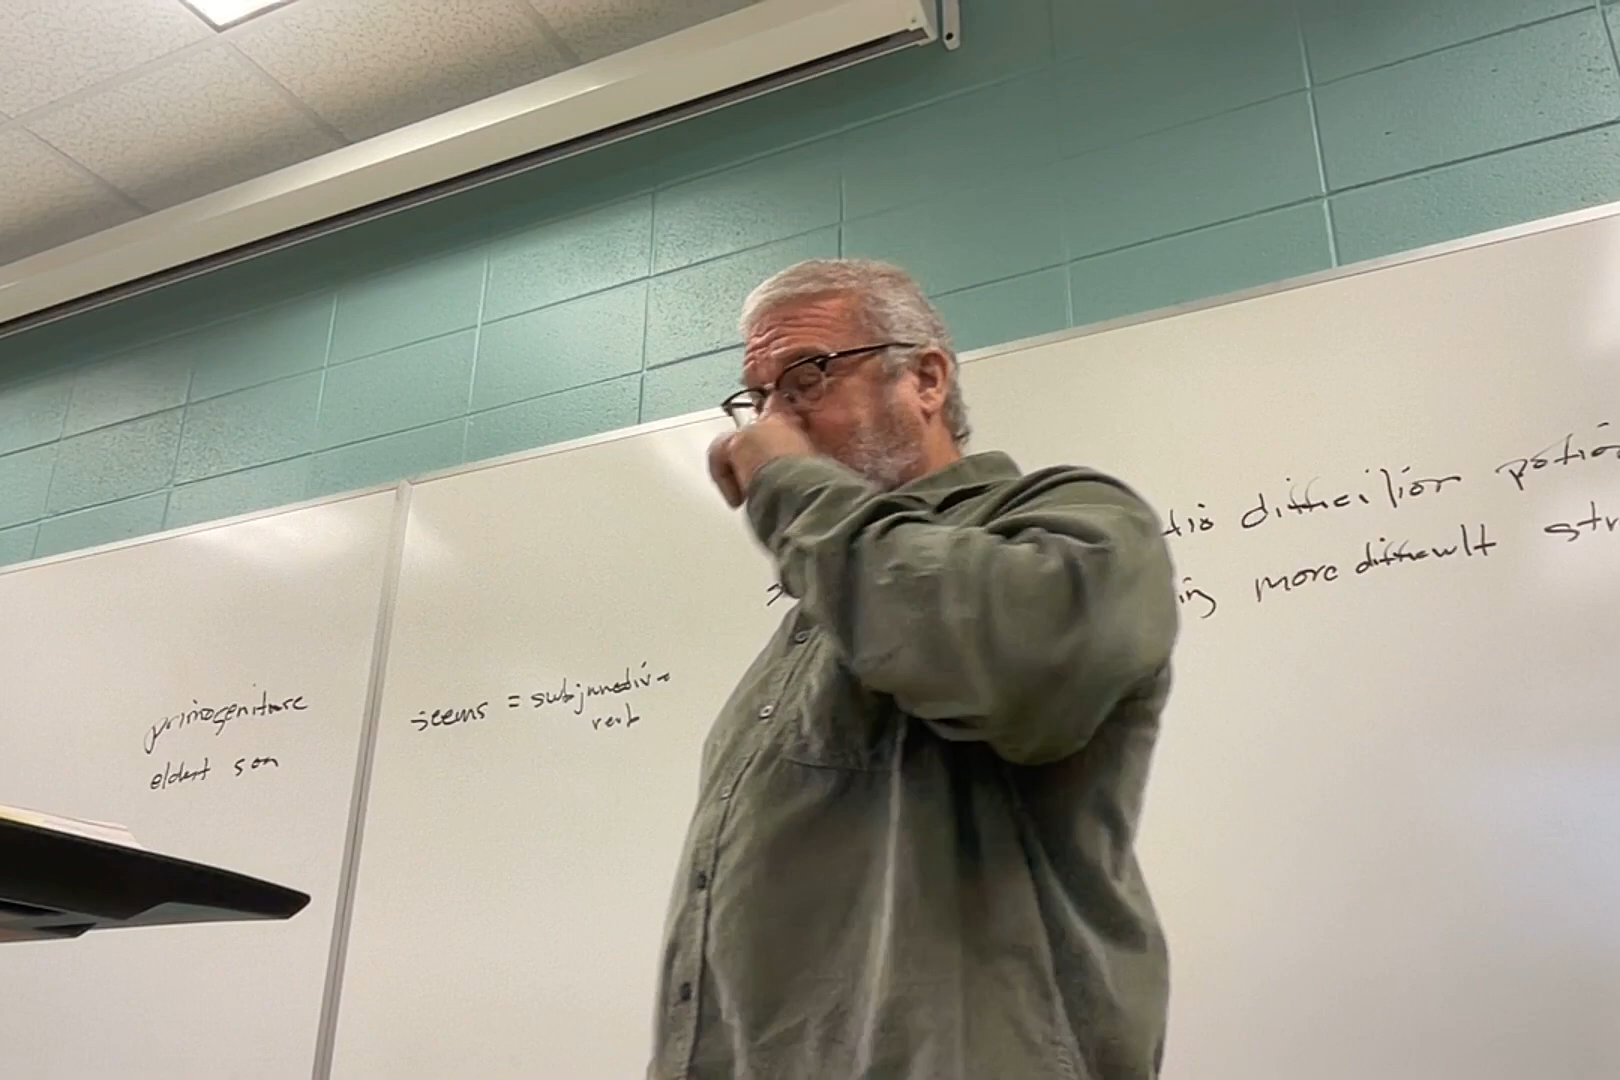 primogeniture
eldest son
seems = subjunctive
verb
difficilior
more difficult